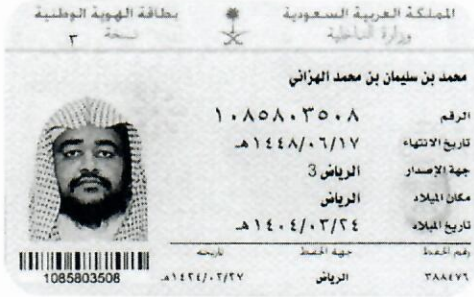 المملكة العربية السعودية
وزارة الداخلية
بطاقة الهوية الوطنية
نسخة ٣
محمد بن سليمان بن محمد الهزاني
الرقم ١٠٨٥٨٠٣٥٠٨
تاريخ الانتهاء ١٤٤٨/٠٦/١٧هـ
جهة الإصدار الرياض 3
مكان الميلاد الرياض
تاريخ الميلاد ١٤٠٤/٠٣/٢٤هـ
رقم الحفظ جهة الحفظ تاريخه
٣٨٨٤٧٦ الرياض ١٤٢٤/٠٢/٢٧هـ
1085803508